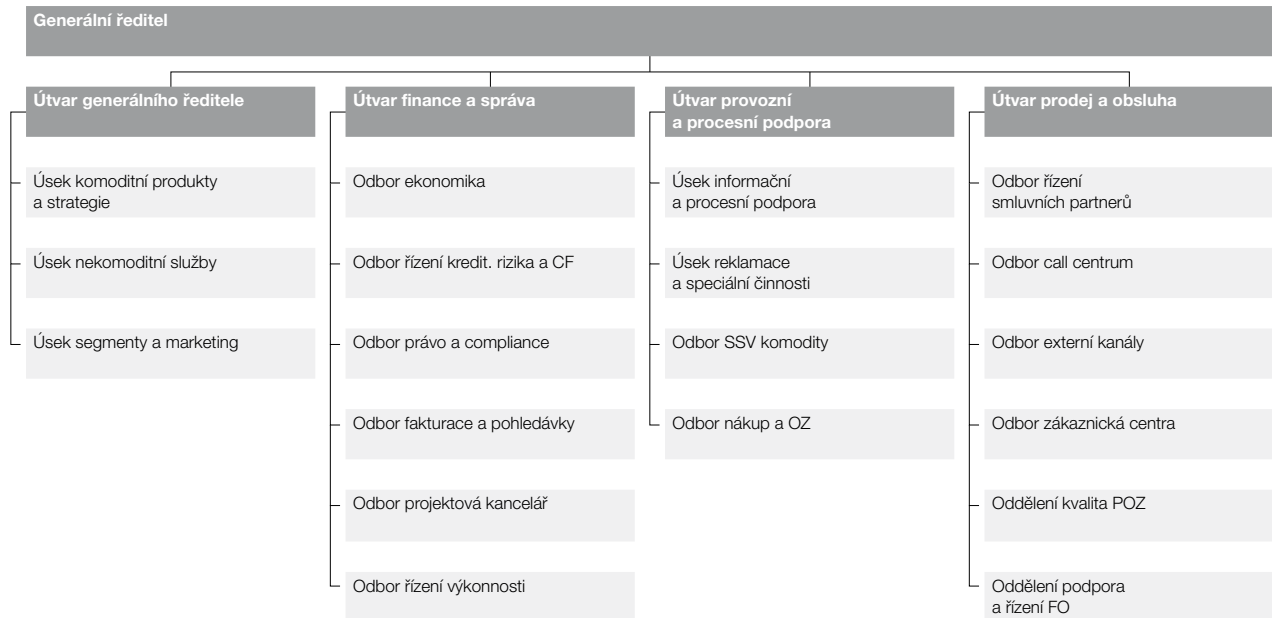 Generální ředitel
Útvar generálního ředitele
Úsek komoditní produkty
a strategie
Úsek nekomoditní služby
Úsek segmenty a marketing
Útvar finance a správa
Odbor ekonomika
Odbor řízení kredit. rizika a CF
Odbor právo a compliance
Odbor fakturace a pohledávky
Odbor projektová kancelář
Odbor řízení výkonnosti
Útvar provozní
a procesní podpora
Úsek informační
a procesní podpora
Úsek reklamace
a speciální činnosti
Odbor SSV komodity
Odbor nákup a OZ
Útvar prodej a obsluha
Odbor řízení
smluvních partnerů
Odbor call centrum
Odbor externí kanály
Odbor zákaznická centra
Oddělení kvalita POZ
Oddělení podpora
a řízení FO